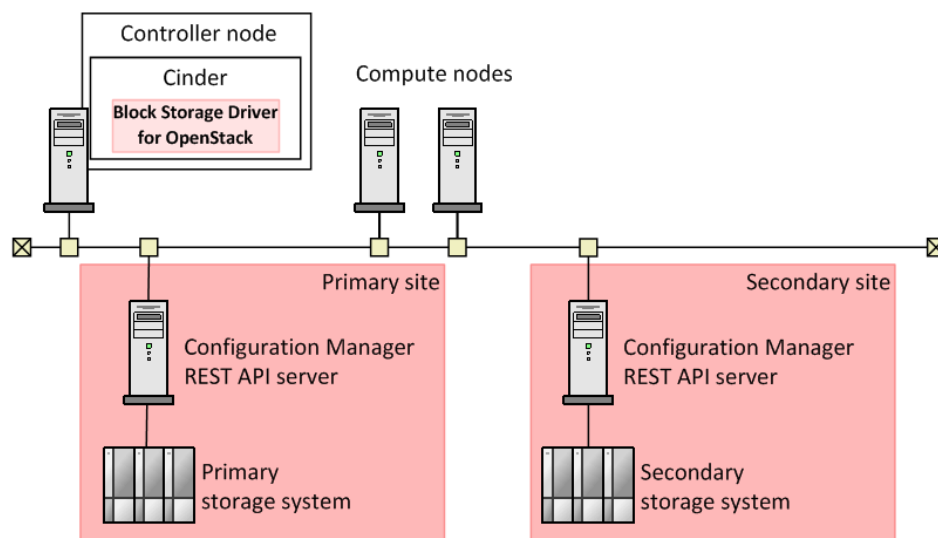 Controller node
Cinder
Block Storage Driver
for OpenStack
Compute nodes
Primary site
Configuration Manager
REST API server
Primary
storage system
Secondary site
Configuration Manager
REST API server
Secondary
storage system